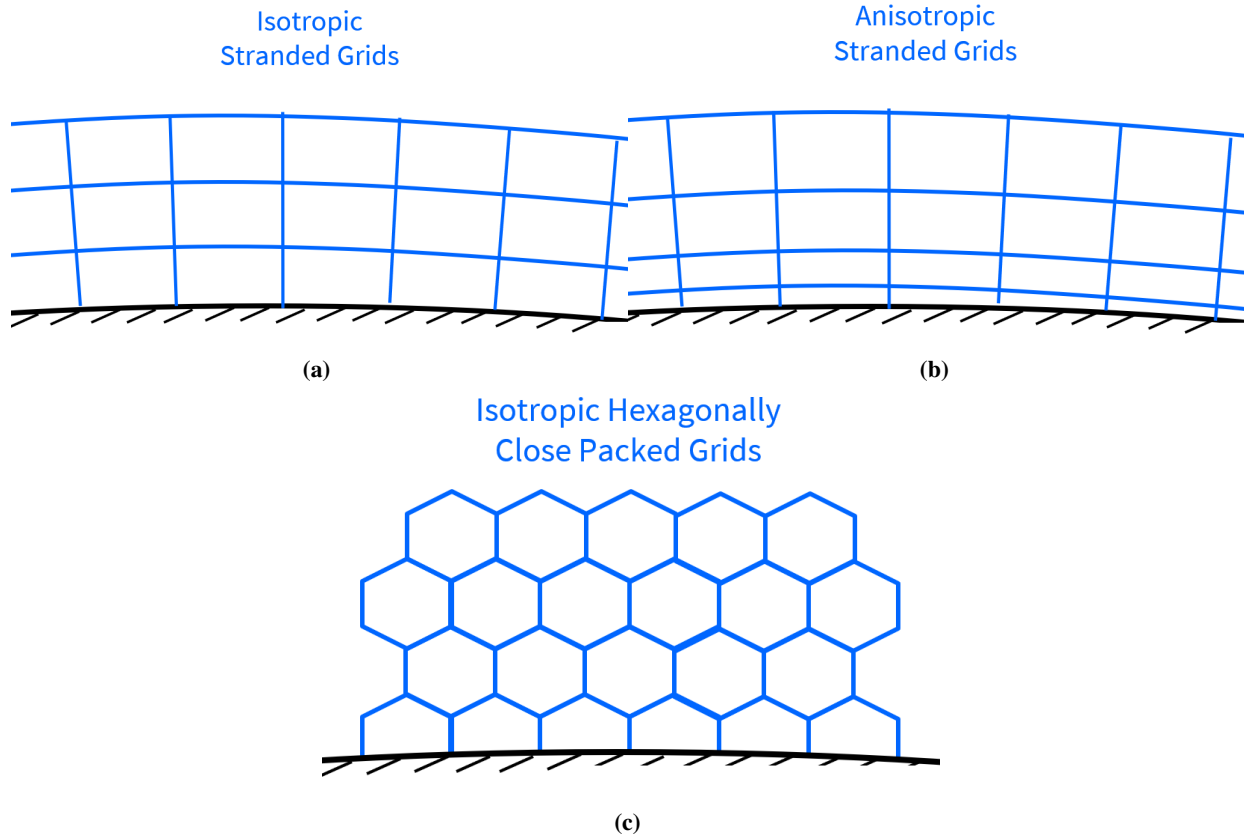 Isotropic
Stranded Grids
Anisotropic
Stranded Grids
(a)
(b)
Isotropic Hexagonally
Close Packed Grids
(c)